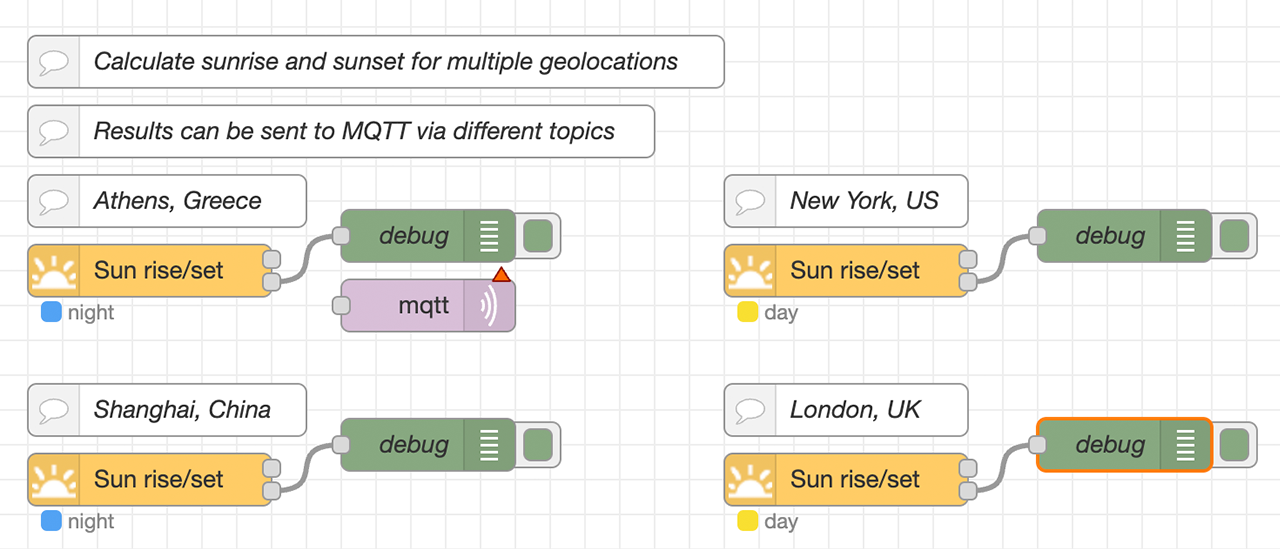 Calculate sunrise and sunset for multiple geolocations
Results can be sent to MQTT via different topics
Athens, Greece
debug
Sun rise/set
mqtt
night
New York, US
debug
Sun rise/set
day
Shanghai, China
debug
Sun rise/set
night
London, UK
debug
Sun rise/set
day